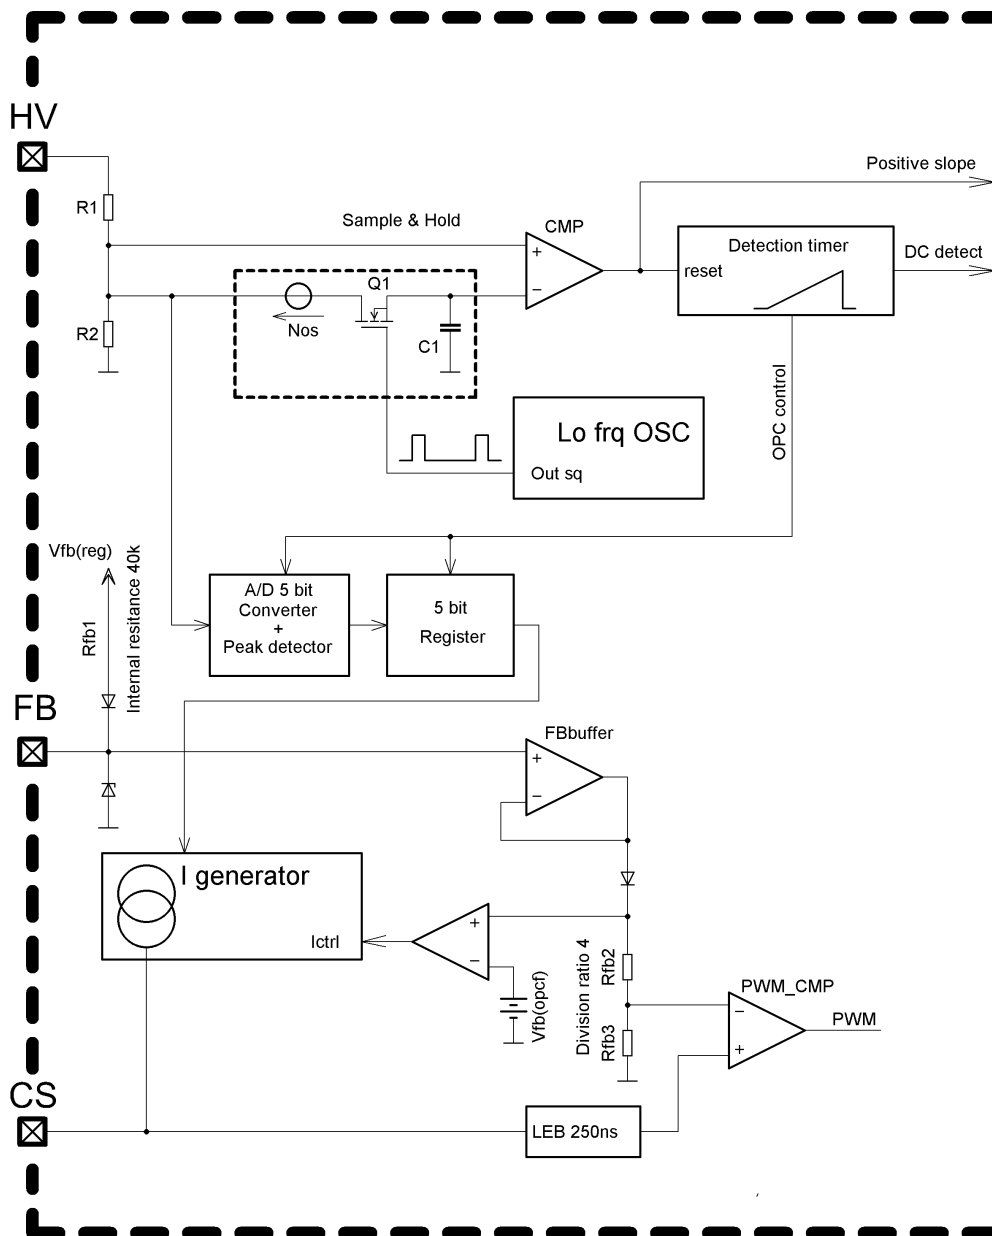 HV
Positive slope
R1
Sample & Hold
CMP
+
−
Detection timer
reset
DC detect
Q1
Nos
R2
C1
OPC control
Lo frq OSC
Out sq
Vfb(reg)
Internal resitance 40k
Rfb1
A/D 5 bit
Converter
+
Peak detector
5 bit
Register
FB
FBbuffer
+
−
I generator
Ictrl
+
−
Vfb(opcf)
Division ratio 4
Rfb2
Rfb3
PWM_CMP
−
+
PWM
CS
LEB 250ns